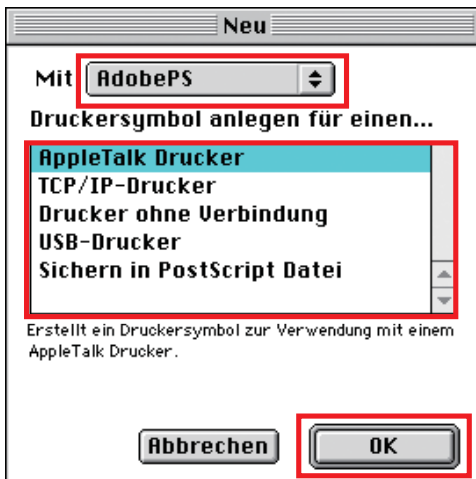 Neu
Mit AdobePS
Druckersymbol anlegen für einen...
AppleTalk Drucker
TCP/IP-Drucker
Drucker ohne Verbindung
USB-Drucker
Sichern in PostScript Datei
Erstellt ein Druckersymbol zur Verwendung mit einem
AppleTalk Drucker.
Abbrechen OK